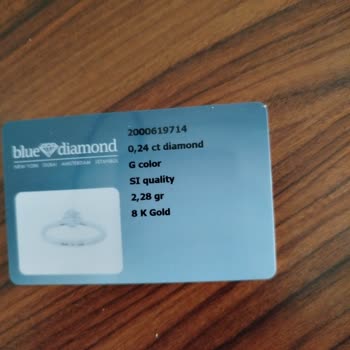 2000619714
blue diamond
NEW YORK DUBAI AMSTERDAM ISTANBUL
0,24 ct diamond
G color
SI quality
2,28 gr
8 K Gold